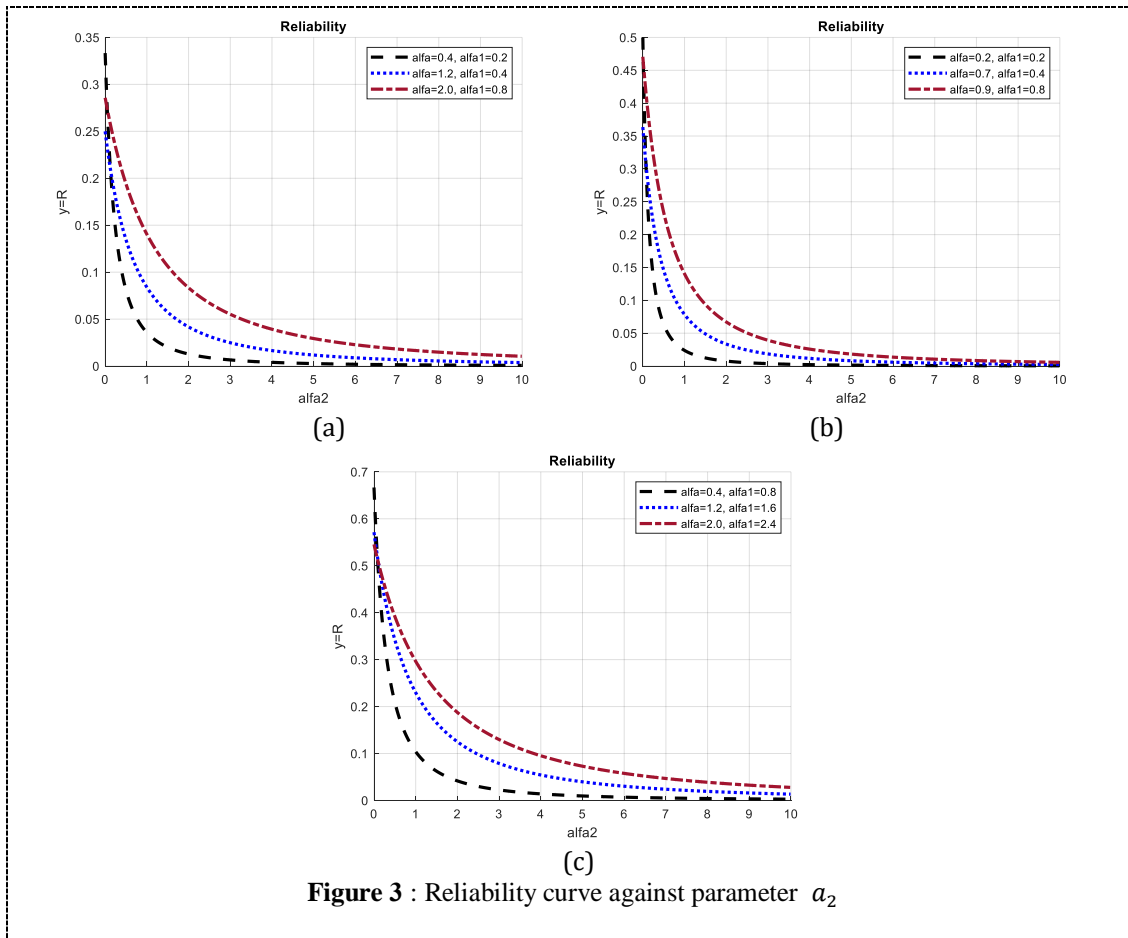 Reliability
0.35
0.3
0.25
0.2
0.15
0.1
0.05
0
y=R
alfa=0.4, alfa1=0.2
alfa=1.2, alfa1=0.4
alfa=2.0, alfa1=0.8
0 1 2 3 4 5 6 7 8 9 10
alfa2
(a)
Reliability
0.5
0.45
0.4
0.35
0.3
0.25
0.2
0.15
0.1
0.05
0
y=R
alfa=0.2, alfa1=0.2
alfa=0.7, alfa1=0.4
alfa=0.9, alfa1=0.8
0 1 2 3 4 5 6 7 8 9 10
alfa2
(b)
Reliability
0.7
0.6
0.5
0.4
0.3
0.2
0.1
0
y=R
alfa=0.4, alfa1=0.8
alfa=1.2, alfa1=1.6
alfa=2.0, alfa1=2.4
0 1 2 3 4 5 6 7 8 9 10
alfa2
(c)
Figure 3 : Reliability curve against parameter a₂